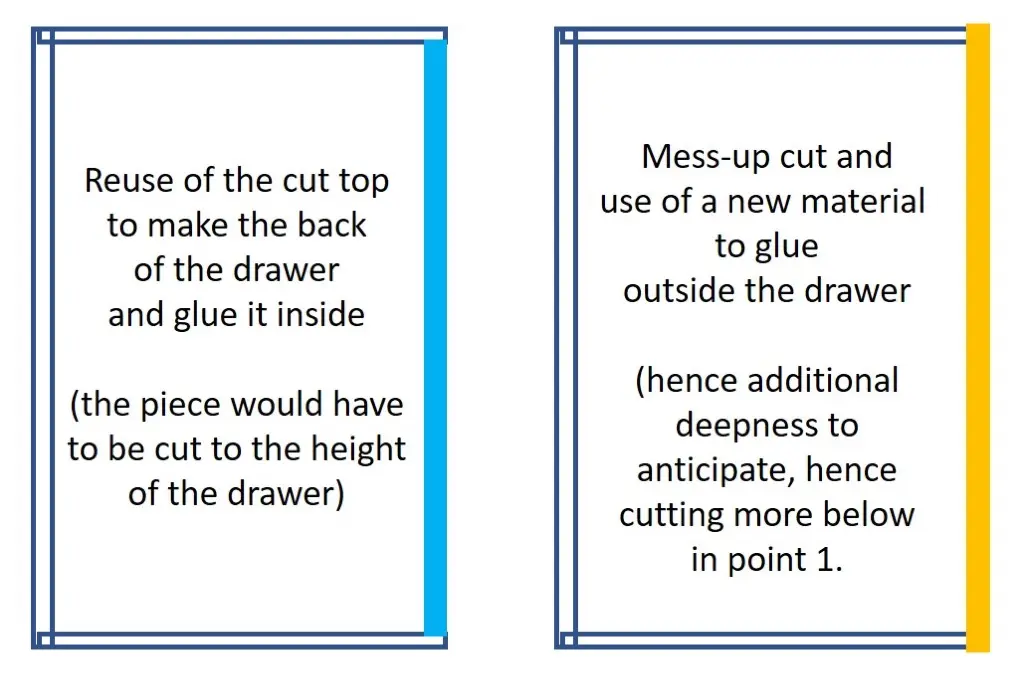 Reuse of the cut top
to make the back
of the drawer
and glue it inside
(the piece would have
to be cut to the height
of the drawer)
Mess-up cut and
use of a new material
to glue
outside the drawer
(hence additional
deepness to
anticipate, hence
cutting more below
in point 1.